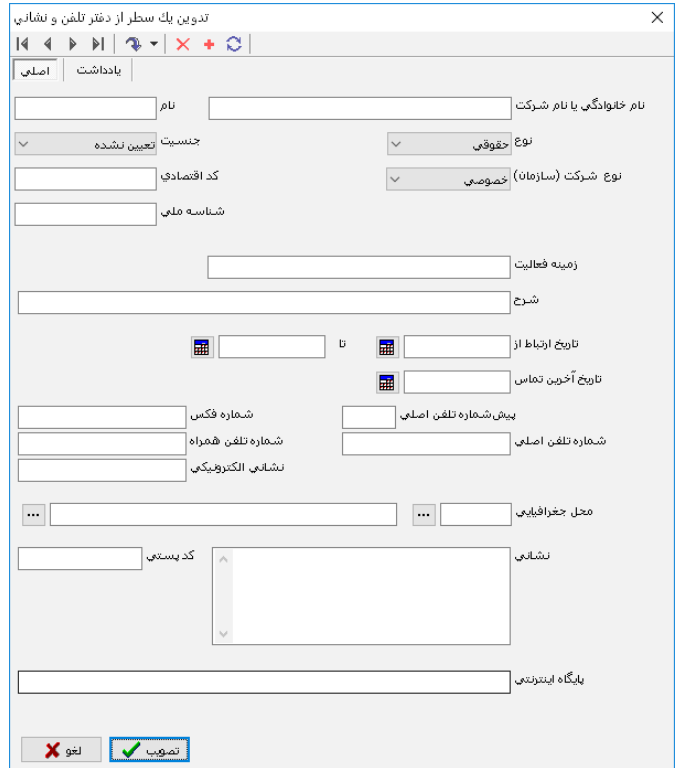 تدوين يك سطر از دفتر تلفن و نشاني
اصلي
يادداشت
نام خانوادگي يا نام شركت
نام
نوع
حقوقي
جنسيت
تعيين نشده
نوع شركت (سازمان)
خصوصي
كد اقتصادي
شناسه ملي
زمينه فعاليت
شرح
تاريخ ارتباط از
تا
تاريخ آخرين تماس
پيش‌شماره تلفن اصلي
شماره فكس
شماره تلفن اصلي
شماره تلفن همراه
نشاني الكترونيكي
محل جغرافيايي
...
...
نشاني
كد پستي
پايگاه اينترنتي
تصويب
لغو